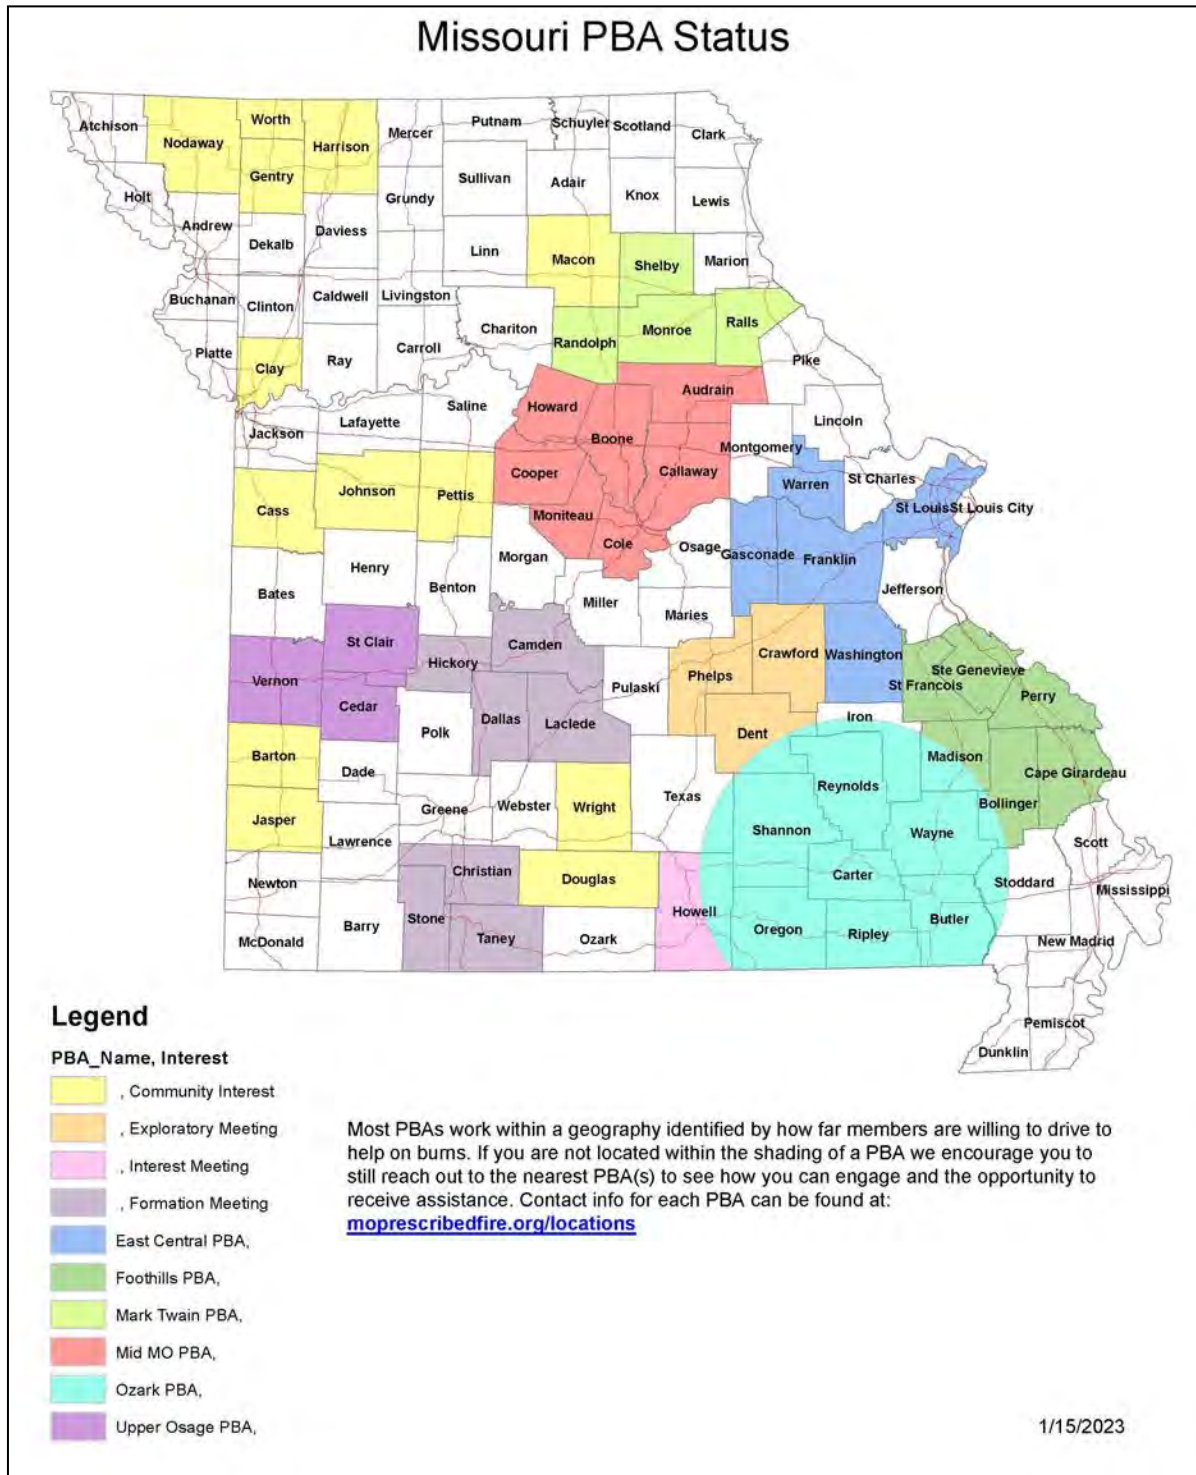 Missouri PBA Status
Atchison
Nodaway
Worth
Harrison
Mercer
Putnam
Schuyler
Scotland
Clark
Gentry
Holt
Andrew
Dekalb
Daviess
Grundy
Sullivan
Adair
Knox
Lewis
Linn
Macon
Shelby
Marion
Buchanan
Clinton
Caldwell
Livingston
Chariton
Randolph
Monroe
Ralls
Platte
Clay
Ray
Carroll
Pike
Saline
Howard
Audrain
Jackson
Lafayette
Boone
Montgomery
Lincoln
Cooper
Callaway
Warren
St Charles
Cass
Johnson
Pettis
Moniteau
Cole
Osage
Gasconade
Franklin
St Louis
St Louis City
Henry
Morgan
Bates
Benton
Miller
Maries
Jefferson
St Clair
Hickory
Camden
Crawford
Washington
Ste Genevieve
Vernon
Cedar
Pulaski
Phelps
St Francois
Perry
Polk
Dallas
Laclede
Dent
Iron
Barton
Dade
Madison
Cape Girardeau
Jasper
Greene
Webster
Wright
Texas
Reynolds
Bollinger
Lawrence
Shannon
Wayne
Scott
Newton
Christian
Douglas
Carter
Stoddard
Mississippi
McDonald
Barry
Stone
Taney
Ozark
Howell
Oregon
Ripley
Butler
New Madrid
Pemiscot
Dunklin
Legend
PBA_Name, Interest
, Community Interest
, Exploratory Meeting
, Interest Meeting
, Formation Meeting
East Central PBA,
Foothills PBA,
Mark Twain PBA,
Mid MO PBA,
Ozark PBA,
Upper Osage PBA,
Most PBAs work within a geography identified by how far members are willing to drive to
help on burns. If you are not located within the shading of a PBA we encourage you to
still reach out to the nearest PBA(s) to see how you can engage and the opportunity to
receive assistance. Contact info for each PBA can be found at:
moprescribedfire.org/locations
1/15/2023